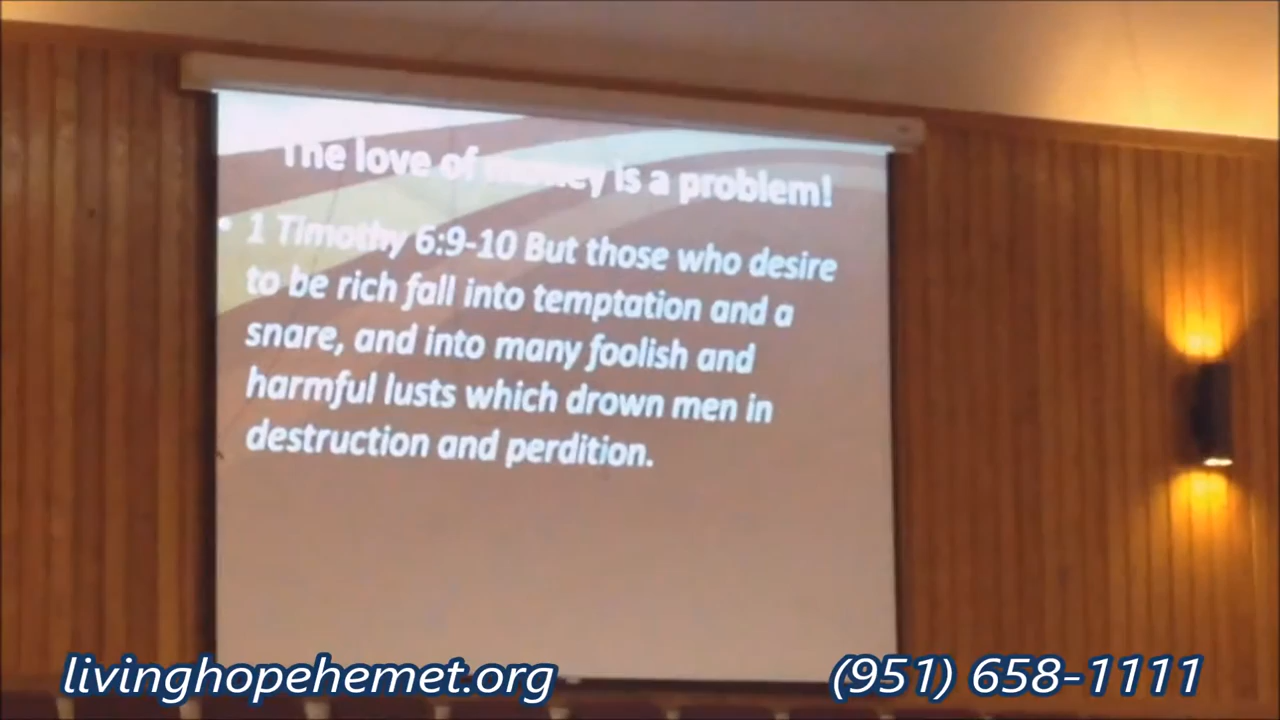 The love of money is a problem!
• 1 Timothy 6:9-10 But those who desire
to be rich fall into temptation and a
snare, and into many foolish and
harmful lusts which drown men in
destruction and perdition.
livinghopehemet.org
(951) 658-1111